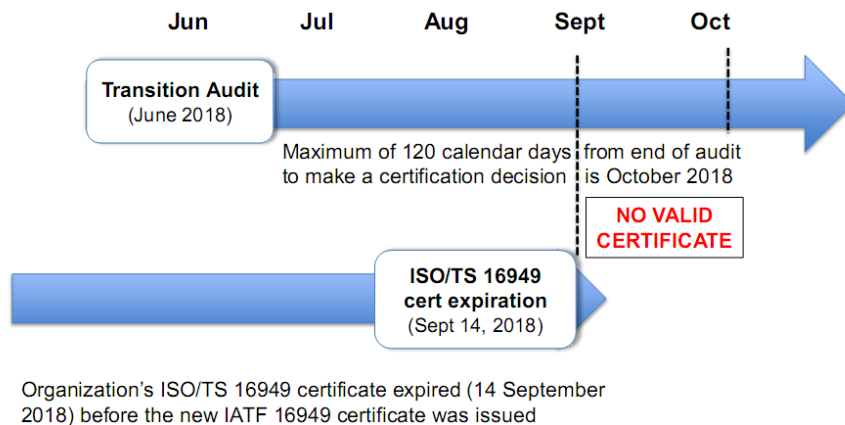 Jun Jul Aug Sept Oct
Transition Audit
(June 2018)
Maximum of 120 calendar days from end of audit
to make a certification decision is October 2018
NO VALID
CERTIFICATE
ISO/TS 16949
cert expiration
(Sept 14, 2018)
Organization's ISO/TS 16949 certificate expired (14 September
2018) before the new IATF 16949 certificate was issued